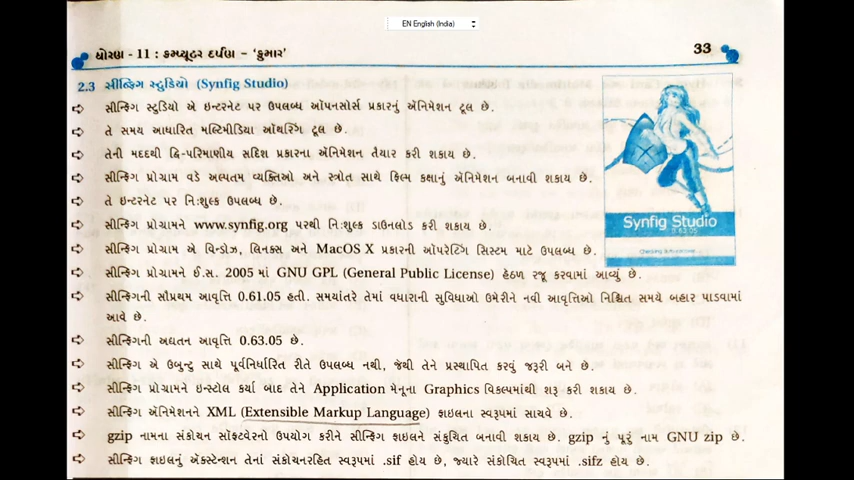 EN English (India)
ધોરણ - 11 : કમ્પ્યૂટર દર્પણ – 'કુમાર'
33
2.3 સીન્ફિગ સ્ટુડિયો (Synfig Studio)
⇨ સીન્ફિગ સ્ટુડિયો એ ઇન્ટરનેટ પર ઉપલબ્ધ ઑપનસોર્સ પ્રકારનું ઍનિમેશન ટૂલ છે.
⇨ તે સમય આધારિત મલ્ટિમીડિયા ઑથરિંગ ટૂલ છે.
⇨ તેની મદદથી દ્વિ-પરિમાણીય સદિશ પ્રકારના ઍનિમેશન તૈયાર કરી શકાય છે.
⇨ સીન્ફિગ પ્રોગ્રામ વડે અલ્પતમ વ્યક્તિઓ અને સ્ત્રોત સાથે ફિલ્મ કક્ષાનું ઍનિમેશન બનાવી શકાય છે.
⇨ તે ઇન્ટરનેટ પર નિઃશુલ્ક ઉપલબ્ધ છે.
⇨ સીન્ફિગ પ્રોગ્રામને www.synfig.org પરથી નિઃશુલ્ક ડાઉનલોડ કરી શકાય છે.
⇨ સીન્ફિગ પ્રોગ્રામ એ વિન્ડોઝ, લિનક્સ અને MacOS X પ્રકારની ઑપરેટિંગ સિસ્ટમ માટે ઉપલબ્ધ છે.
Synfig Studio
0.63.05
⇨ સીન્ફિગ પ્રોગ્રામને ઈ.સ. 2005 માં GNU GPL (General Public License) હેઠળ રજૂ કરવામાં આવ્યું છે.
⇨ સીન્ફિગની સૌપ્રથમ આવૃત્તિ 0.61.05 હતી. સમયાંતરે તેમાં વધારાની સુવિધાઓ ઉમેરીને નવી આવૃત્તિઓ નિશ્ચિત સમયે બહાર પાડવામાં
આવે છે.
⇨ સીન્ફિગની અદ્યતન આવૃત્તિ 0.63.05 છે.
⇨ સીન્ફિગ એ ઉબુન્ટુ સાથે પૂર્વનિર્ધારિત રીતે ઉપલબ્ધ નથી, જેથી તેને પ્રસ્થાપિત કરવું જરૂરી બને છે.
⇨ સીન્ફિગ પ્રોગ્રામને ઇન્સ્ટોલ કર્યા બાદ તેને Application મેનૂના Graphics વિકલ્પમાંથી શરૂ કરી શકાય છે.
⇨ સીન્ફિગ ઍનિમેશનને XML (Extensible Markup Language) ફાઇલના સ્વરૂપમાં સાચવે છે.
⇨ gzip નામના સંકોચન સૉફ્ટવેરનો ઉપયોગ કરીને સીન્ફિગ ફાઇલને સંકુચિત બનાવી શકાય છે. gzip નું પૂરું નામ GNU zip છે.
⇨ સીન્ફિગ ફાઇલનું ઍક્સ્ટેન્શન તેનાં સંકોચનરહિત સ્વરૂપમાં .sif હોય છે, જ્યારે સંકોચિત સ્વરૂપમાં .sifz હોય છે.